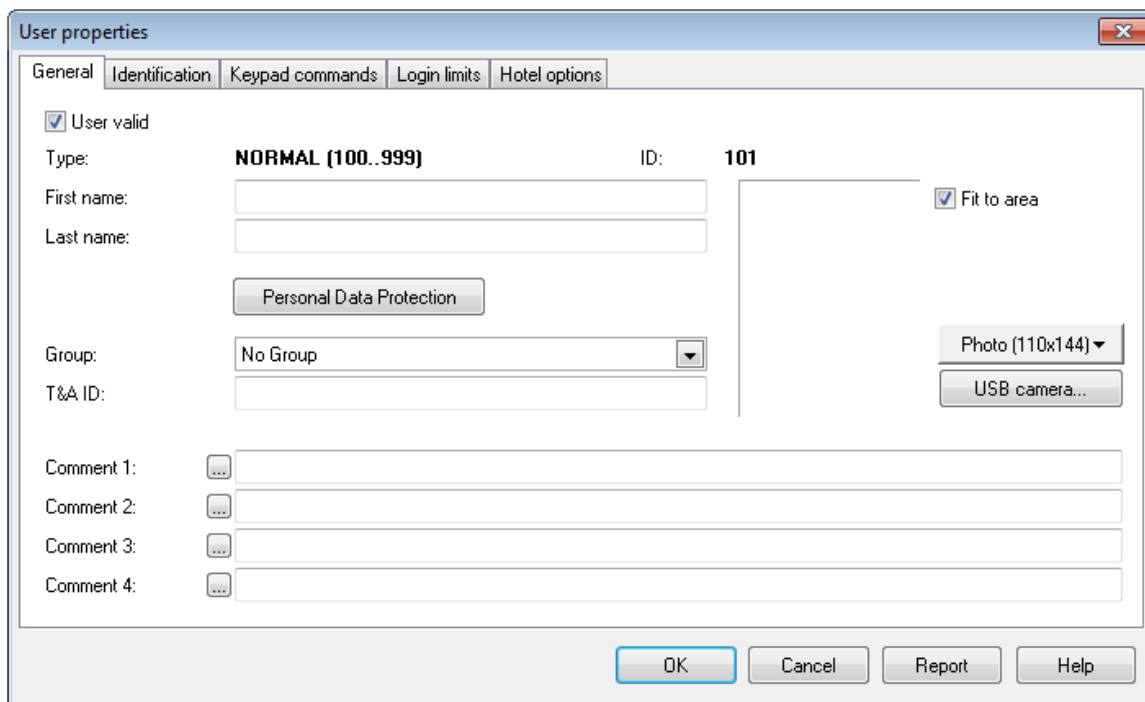 User properties
General Identification Keypad commands Login limits Hotel options
User valid
Type: NORMAL (100..999) ID: 101
First name: Fit to area
Last name:
Personal Data Protection
Group: No Group Photo (110x144)
T&A ID: USB camera...
Comment 1: ...
Comment 2: ...
Comment 3: ...
Comment 4: ...
OK Cancel Report Help